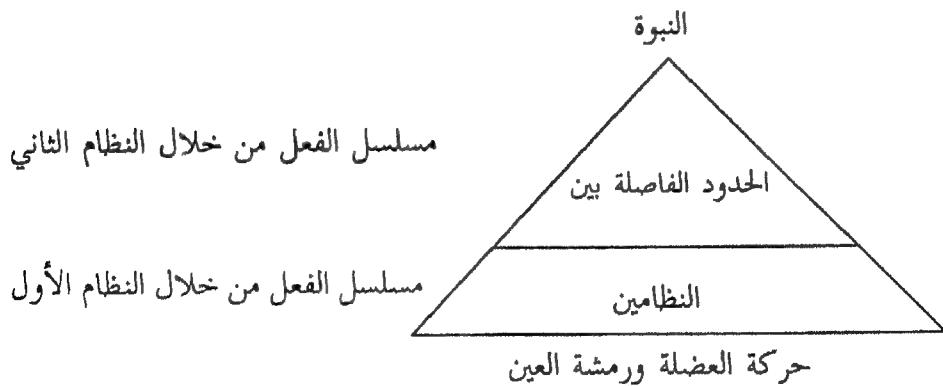 النبوة
مسلسل الفعل من خلال النظام الثاني
الحدود الفاصلة بين
مسلسل الفعل من خلال النظام الأول
النظامين
حركة العضلة ورمشة العين